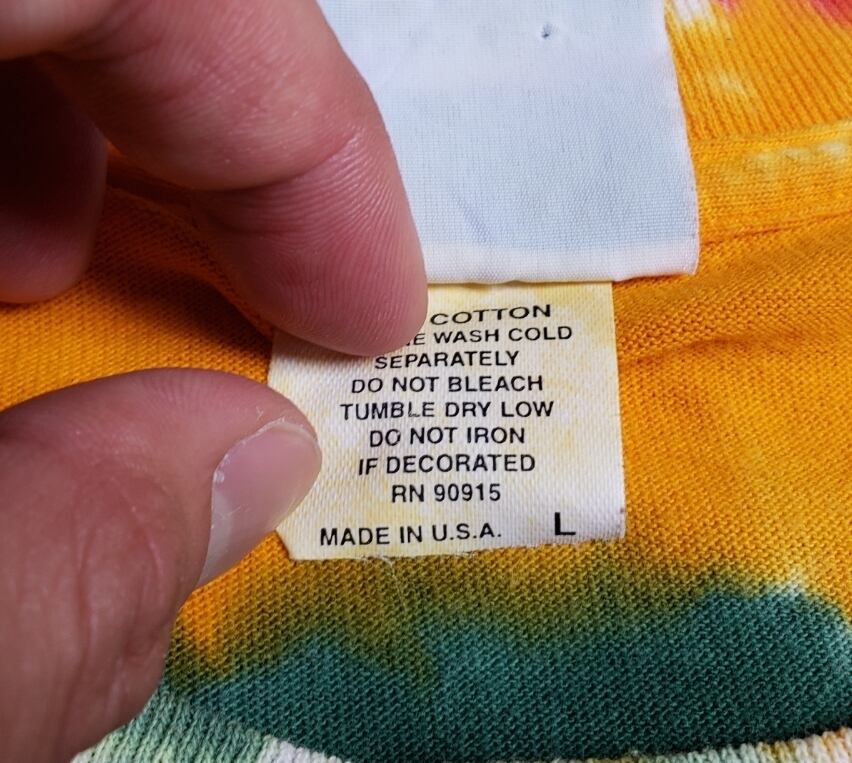 COTTON
WASH COLD
SEPARATELY
DO NOT BLEACH
TUMBLE DRY LOW
DO NOT IRON
IF DECORATED
RN 90915
MADE IN U.S.A. L